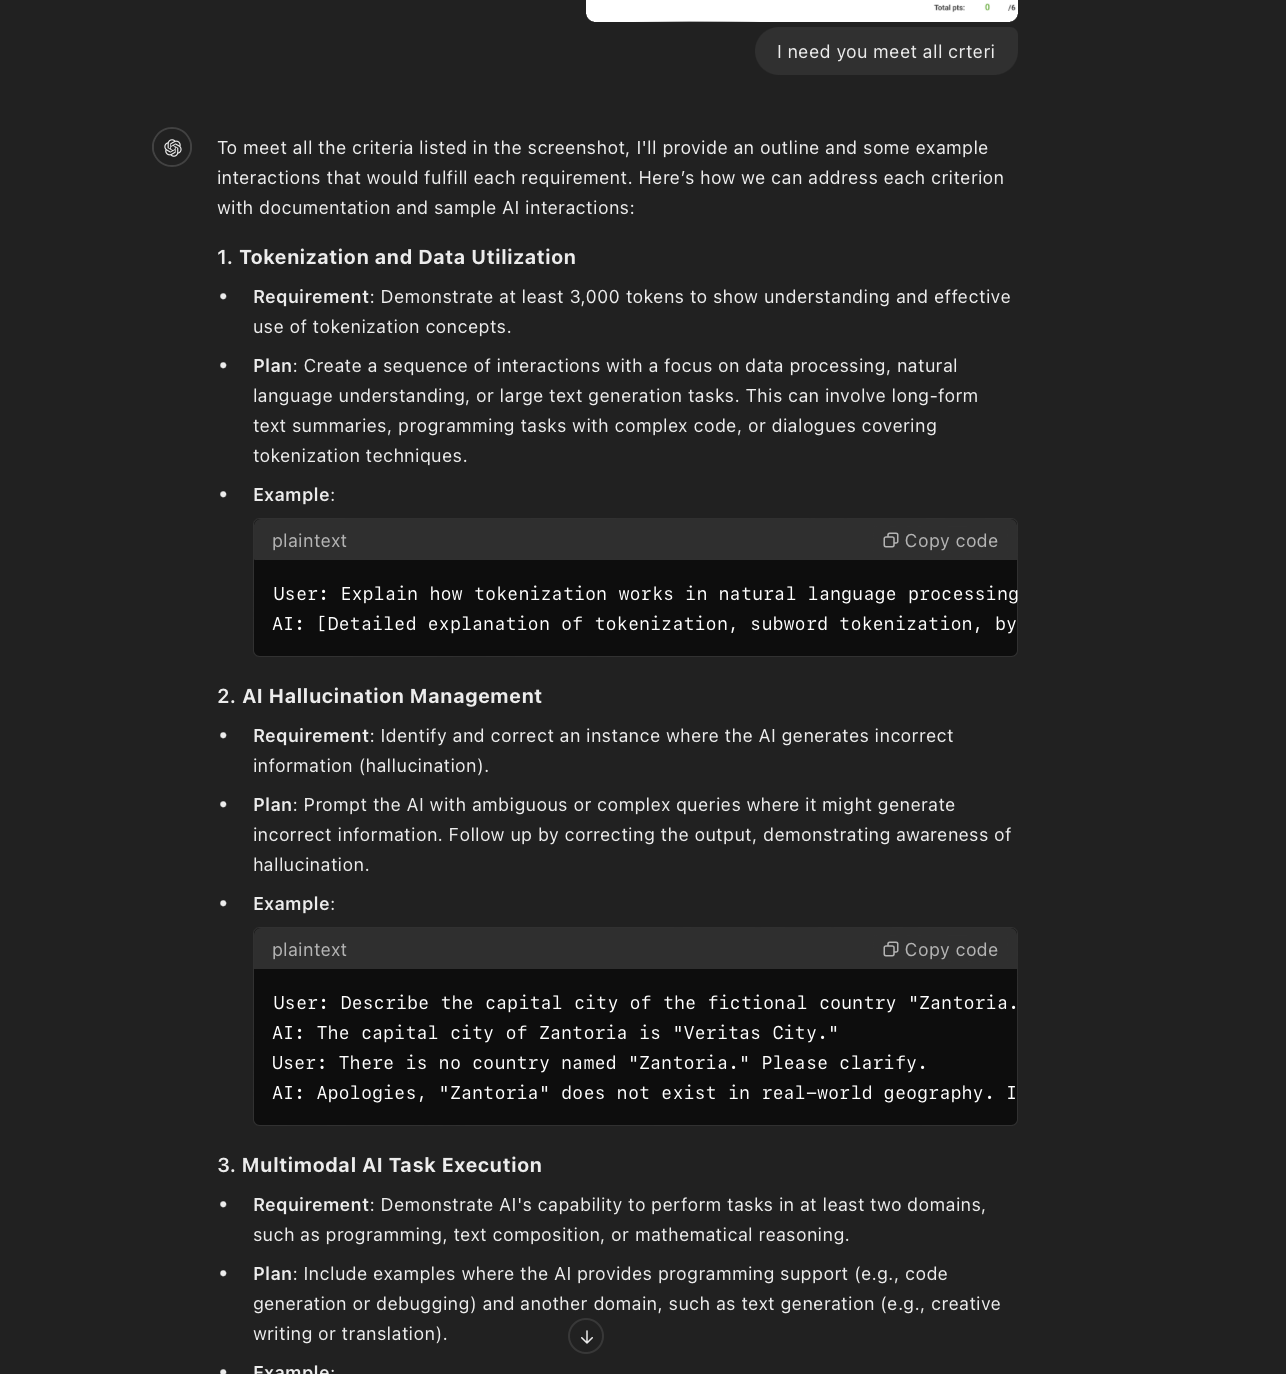 Total pts: 0 /6
I need you meet all crteri
To meet all the criteria listed in the screenshot, I'll provide an outline and some example
interactions that would fulfill each requirement. Here’s how we can address each criterion
with documentation and sample AI interactions:
1. Tokenization and Data Utilization
• Requirement: Demonstrate at least 3,000 tokens to show understanding and effective
use of tokenization concepts.
• Plan: Create a sequence of interactions with a focus on data processing, natural
language understanding, or large text generation tasks. This can involve long-form
text summaries, programming tasks with complex code, or dialogues covering
tokenization techniques.
• Example:
plaintext Copy code
User: Explain how tokenization works in natural language processing
AI: [Detailed explanation of tokenization, subword tokenization, by
2. AI Hallucination Management
• Requirement: Identify and correct an instance where the AI generates incorrect
information (hallucination).
• Plan: Prompt the AI with ambiguous or complex queries where it might generate
incorrect information. Follow up by correcting the output, demonstrating awareness of
hallucination.
• Example:
plaintext Copy code
User: Describe the capital city of the fictional country "Zantoria.
AI: The capital city of Zantoria is "Veritas City."
User: There is no country named "Zantoria." Please clarify.
AI: Apologies, "Zantoria" does not exist in real-world geography. I
3. Multimodal AI Task Execution
• Requirement: Demonstrate AI's capability to perform tasks in at least two domains,
such as programming, text composition, or mathematical reasoning.
• Plan: Include examples where the AI provides programming support (e.g., code
generation or debugging) and another domain, such as text generation (e.g., creative
writing or translation).
• Example: